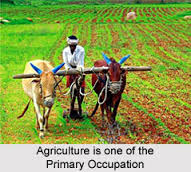 Agriculture is one of the
Primary Occupation